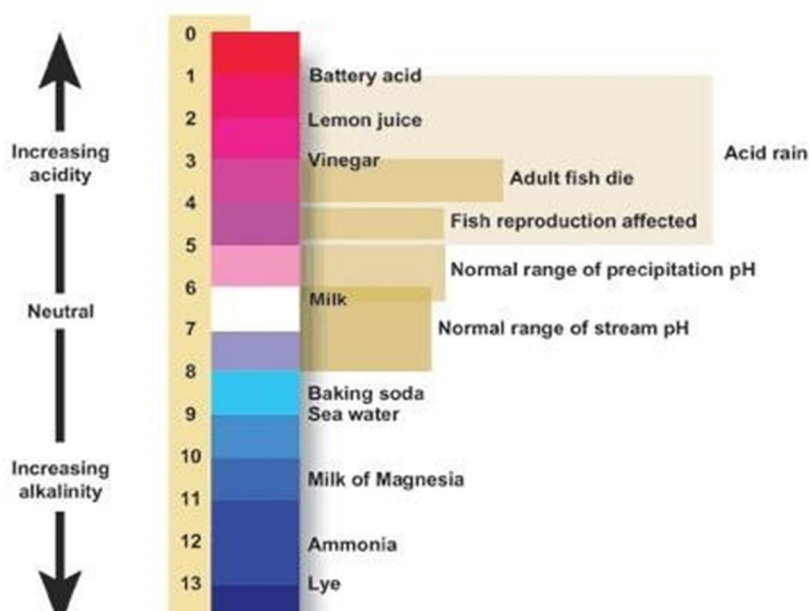 0
1
Battery acid
2
Lemon juice
Acid rain
Increasing
acidity
3
Vinegar
Adult fish die
4
Fish reproduction affected
5
Normal range of precipitation pH
6
Milk
Neutral
7
Normal range of stream pH
8
Baking soda
9
Sea water
10
Increasing
alkalinity
Milk of Magnesia
11
12
Ammonia
13
Lye